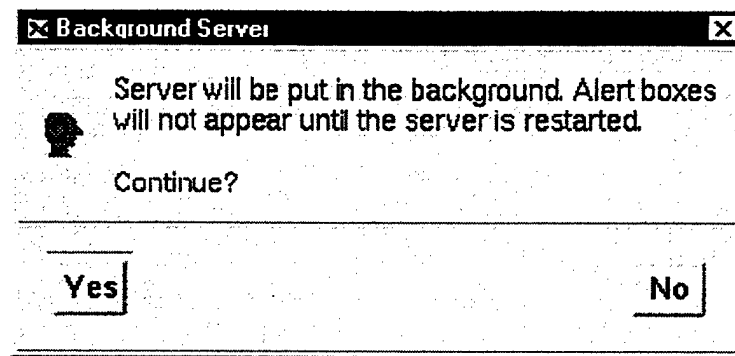 Background Server
Server will be put in the background. Alert boxes
will not appear until the server is restarted.
Continue?
Yes
No